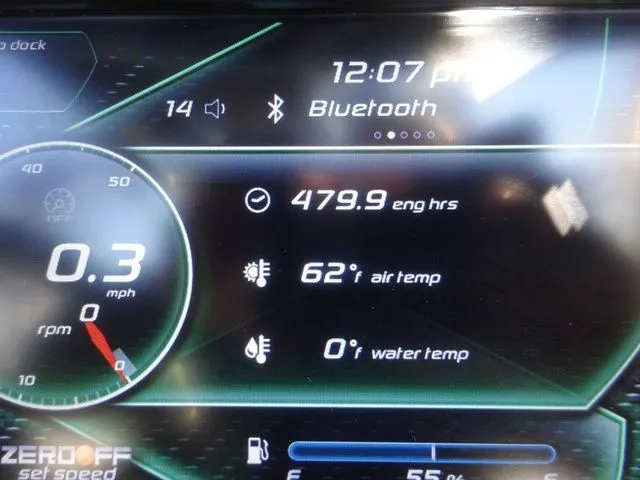 dock
12:07
14 Bluetooth
40
50
479.9 eng hrs
OFF
0.3
mph
62°F air temp
0
rpm
0
0°F water temp
10
ZEROOFF
set speed
55%